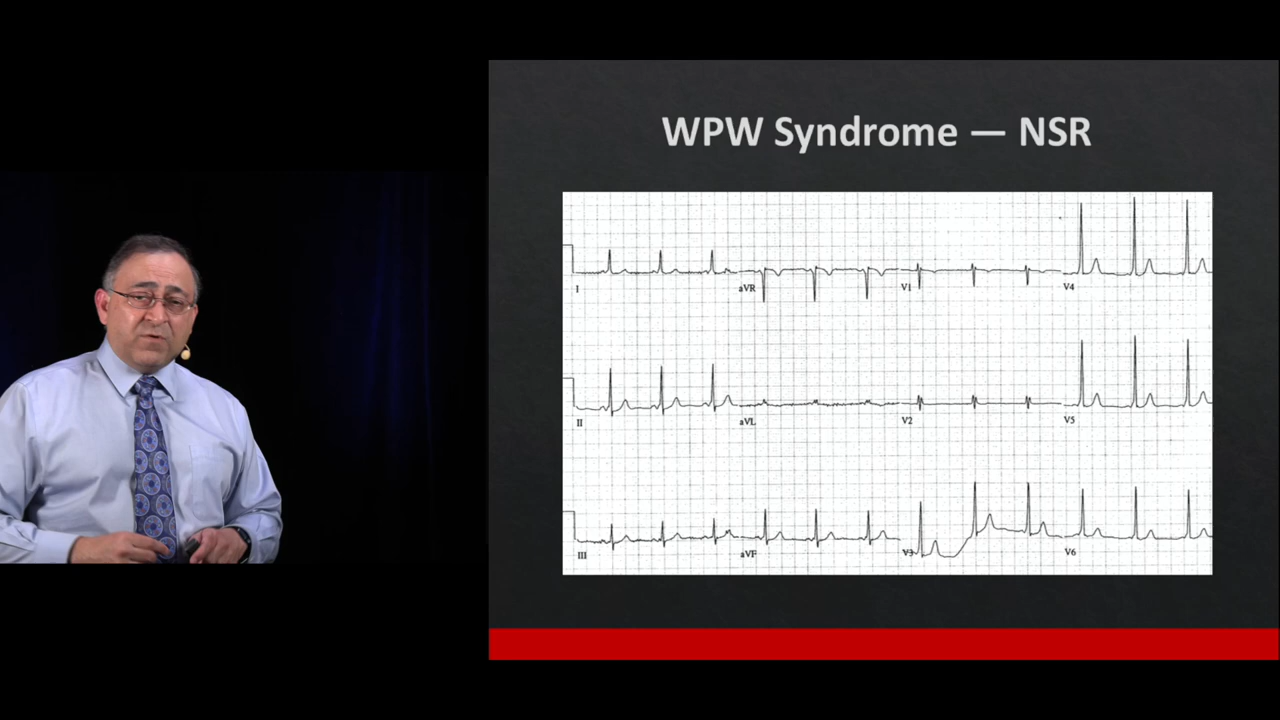 WPW Syndrome — NSR
I
aVR
V1
V4
II
aVL
V2
V5
III
aVF
V3
V6